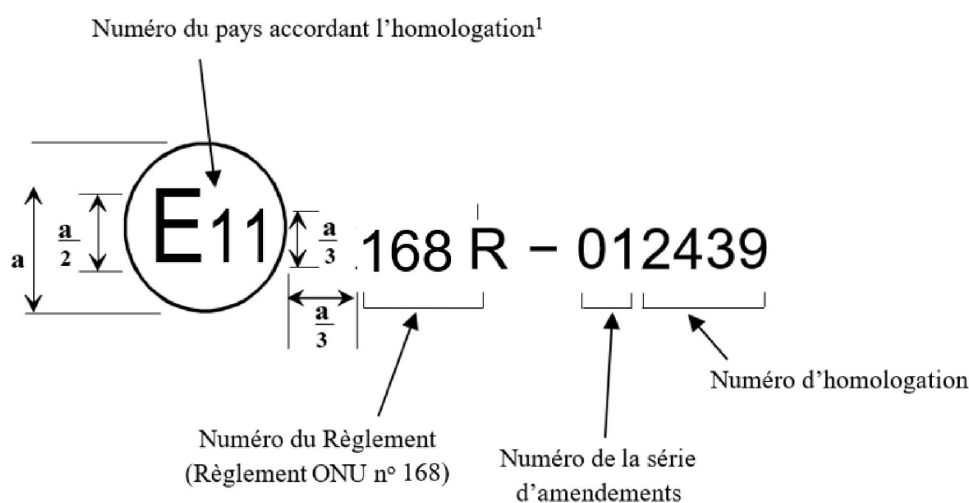 Numéro du pays accordant l’homologation¹
a
a
2
E11
a
3
168 R – 012439
a
3
Numéro d’homologation
Numéro du Règlement
(Règlement ONU nº 168)
Numéro de la série
d’amendements